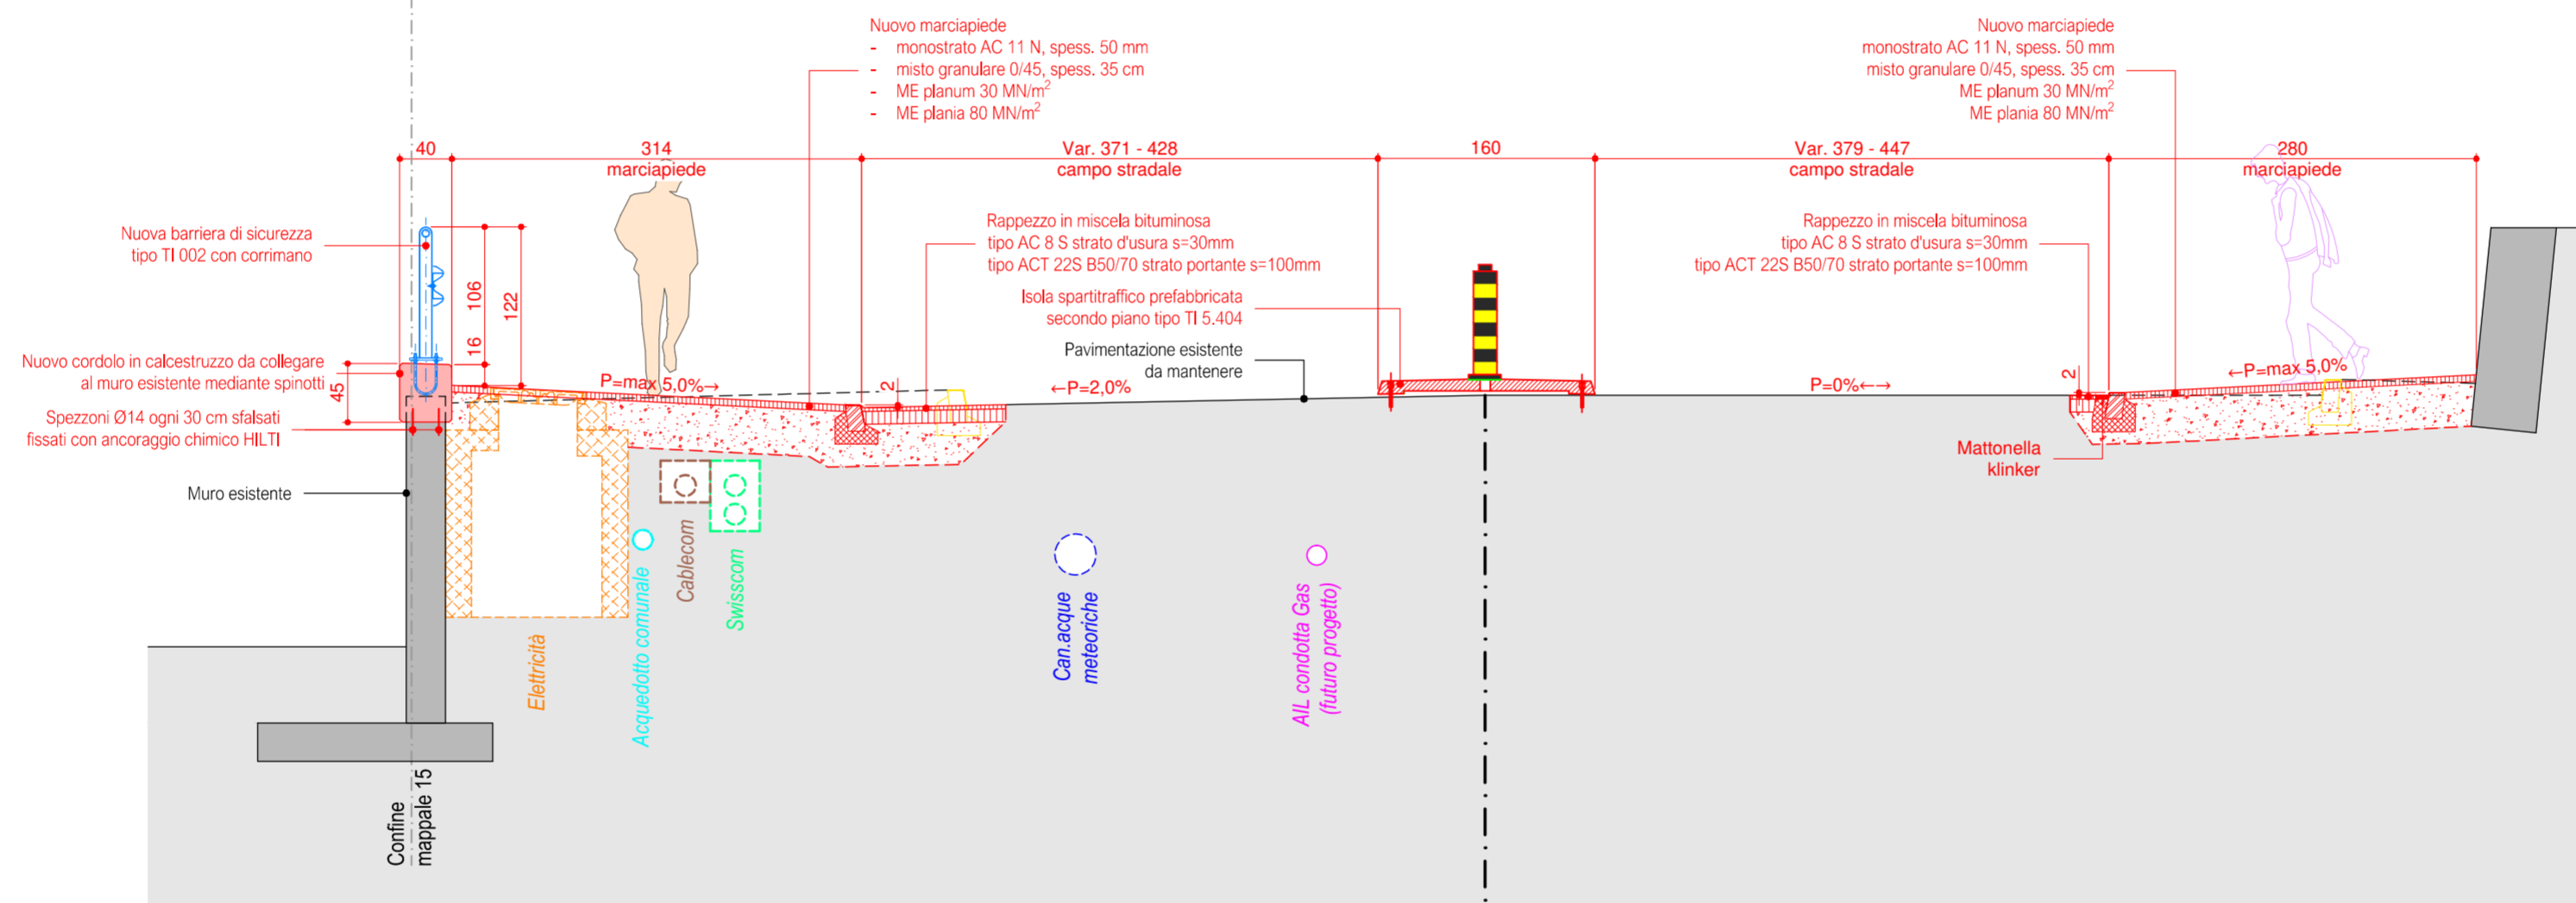 Nuovo marciapiede
- monostrato AC 11 N, spess. 50 mm
- misto granulare 0/45, spess. 35 cm
- ME planum 30 MN/m²
- ME plania 80 MN/m²
Nuovo marciapiede
monostrato AC 11 N, spess. 50 mm
misto granulare 0/45, spess. 35 cm
ME planum 30 MN/m²
ME plania 80 MN/m²
40
314
marciapiede
Var. 371 - 428
campo stradale
160
Var. 379 - 447
campo stradale
280
marciapiede
Nuova barriera di sicurezza
tipo TI 002 con corrimano
106
122
16
Rappezzo in miscela bituminosa
tipo AC 8 S strato d'usura s=30mm
tipo ACT 22S B50/70 strato portante s=100mm
Isola spartitraffico prefabbricata
secondo piano tipo TI 5.404
Pavimentazione esistente
da mantenere
Rappezzo in miscela bituminosa
tipo AC 8 S strato d'usura s=30mm
tipo ACT 22S B50/70 strato portante s=100mm
Nuovo cordolo in calcestruzzo da collegare
al muro esistente mediante spinotti
45
Spezzoni Ø14 ogni 30 cm sfalsati
fissati con ancoraggio chimico HILTI
P=max 5,0%→
2
←P=2,0%
P=0%←→
2
←P=max 5,0%
Mattonella
klinker
Muro esistente
Elettricità
Acquedotto comunale
Cablecom
Swisscom
Can.acque
meteoriche
AIL condotta Gas
(futuro progetto)
Confine
mappale 15